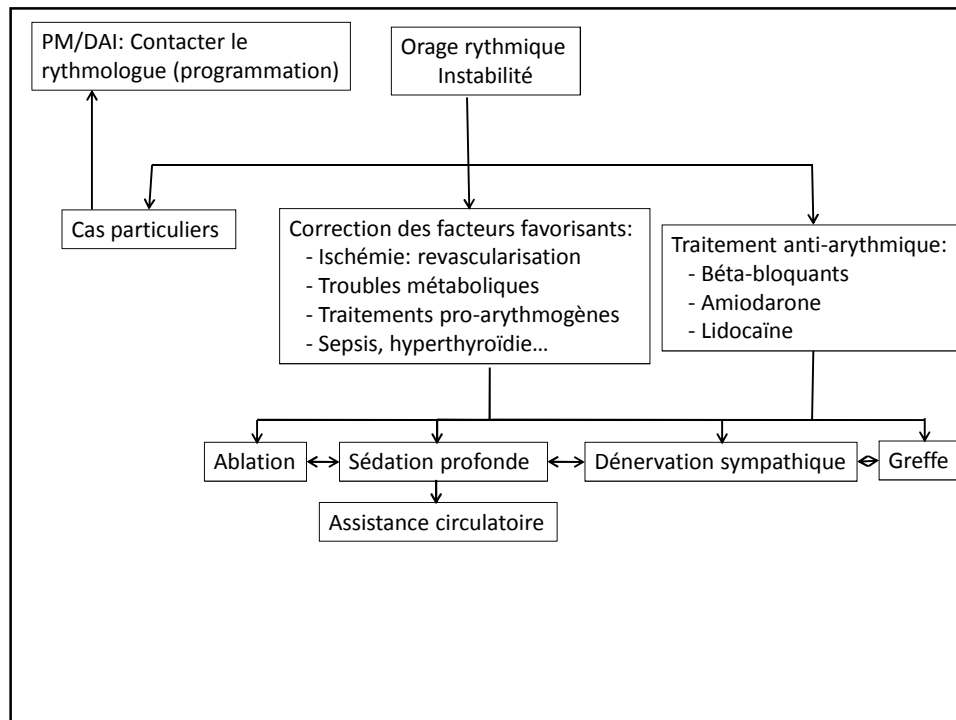 PM/DAI: Contacter le
rythmologue (programmation)
Orage rythmique
Instabilité
Cas particuliers
Correction des facteurs favorisants:
- Ischémie: revascularisation
- Troubles métaboliques
- Traitements pro-arythmogènes
- Sepsis, hyperthyroïdie...
Traitement anti-arythmique:
- Béta-bloquants
- Amiodarone
- Lidocaïne
Ablation
Sédation profonde
Dénervation sympathique
Greffe
Assistance circulatoire